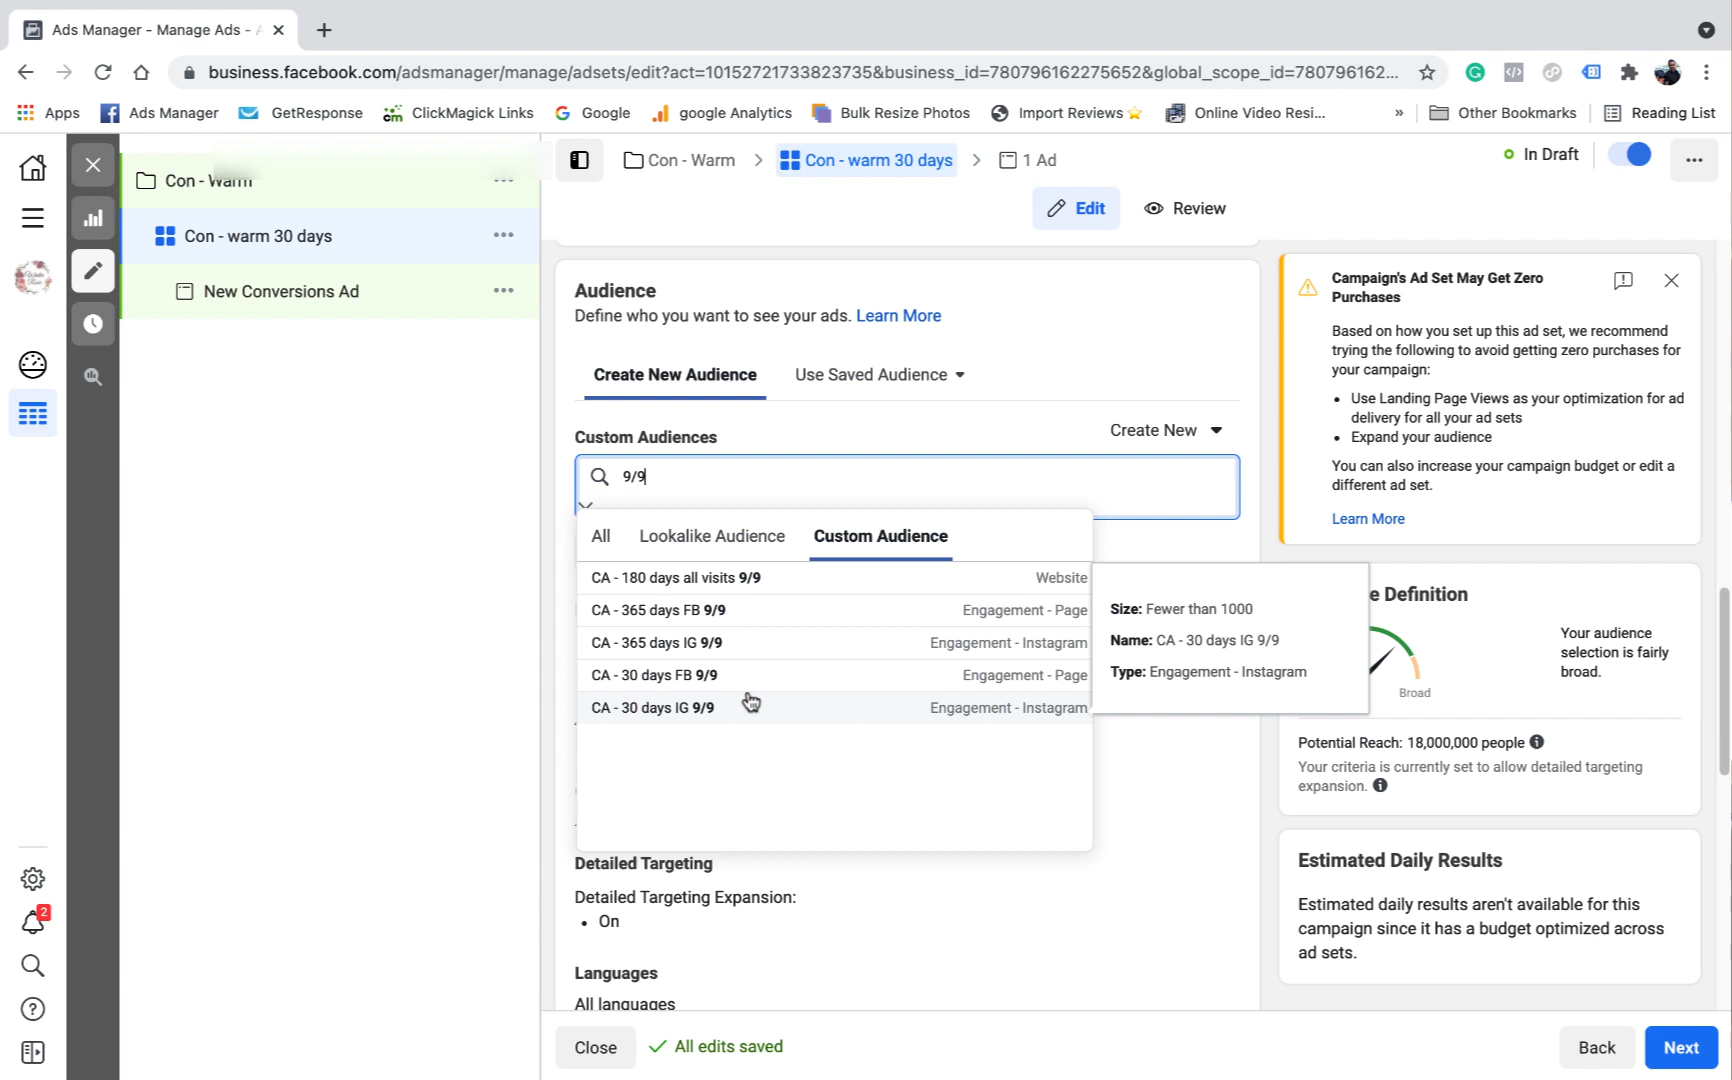 Ads Manager - Manage Ads - A
business.facebook.com/adsmanager/manage/adsets/edit?act=10152721733823735&business_id=780796162275652&global_scope_id=780796162...
Apps
Ads Manager
GetResponse
ClickMagick Links
Google
google Analytics
Bulk Resize Photos
Import Reviews
Online Video Resi...
»
Other Bookmarks
Reading List
Con - Warm
Con - warm 30 days
New Conversions Ad
2
Con - Warm
Con - warm 30 days
1 Ad
In Draft
Edit
Review
Audience
Define who you want to see your ads. Learn More
Create New Audience
Use Saved Audience
Custom Audiences
Create New
9/9
All
Lookalike Audience
Custom Audience
CA - 180 days all visits 9/9 Website
CA - 365 days FB 9/9 Engagement - Page
CA - 365 days IG 9/9 Engagement - Instagram
CA - 30 days FB 9/9 Engagement - Page
CA - 30 days IG 9/9 Engagement - Instagram
Size: Fewer than 1000
Name: CA - 30 days IG 9/9
Type: Engagement - Instagram
Detailed Targeting
Detailed Targeting Expansion:
• On
Languages
All languages
Campaign's Ad Set May Get Zero
Purchases
Based on how you set up this ad set, we recommend
trying the following to avoid getting zero purchases for
your campaign:
• Use Landing Page Views as your optimization for ad
delivery for all your ad sets
• Expand your audience
You can also increase your campaign budget or edit a
different ad set.
Learn More
e Definition
Your audience
selection is fairly
broad.
Broad
Potential Reach: 18,000,000 people
Your criteria is currently set to allow detailed targeting
expansion.
Estimated Daily Results
Estimated daily results aren't available for this
campaign since it has a budget optimized across
ad sets.
Close
All edits saved
Back
Next